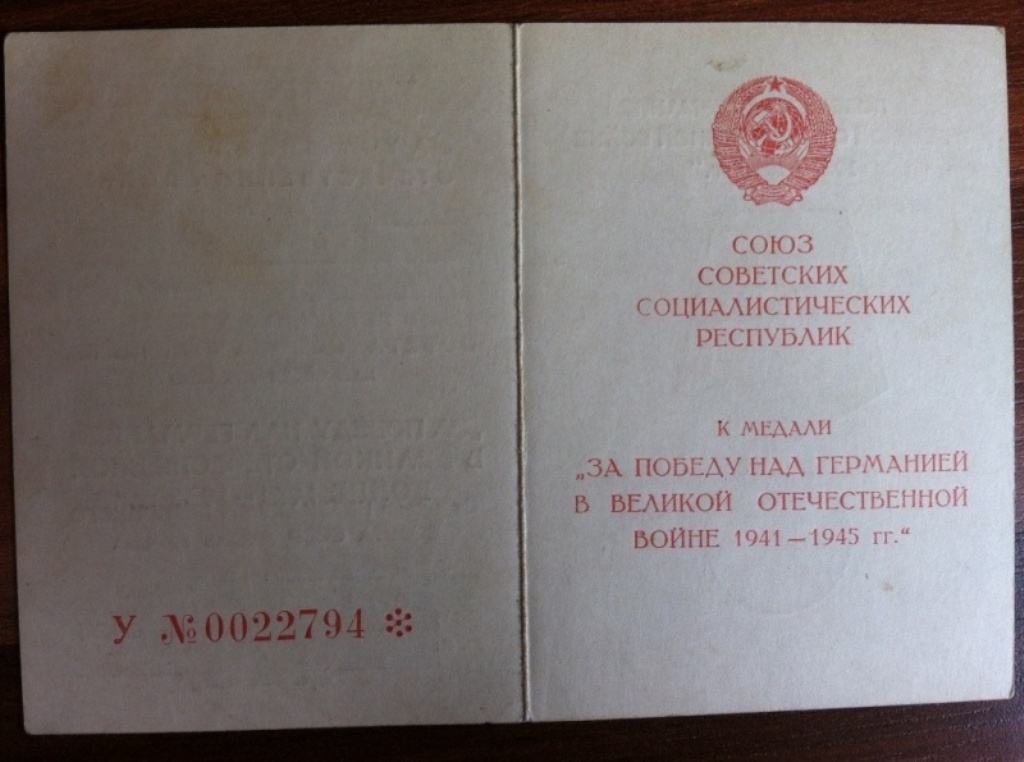 У №0022794 *
СОЮЗ
СОВЕТСКИХ
СОЦИАЛИСТИЧЕСКИХ
РЕСПУБЛИК
К МЕДАЛИ
„ЗА ПОБЕДУ НАД ГЕРМАНИЕЙ
В ВЕЛИКОЙ ОТЕЧЕСТВЕННОЙ
ВОЙНЕ 1941—1945 гг.“